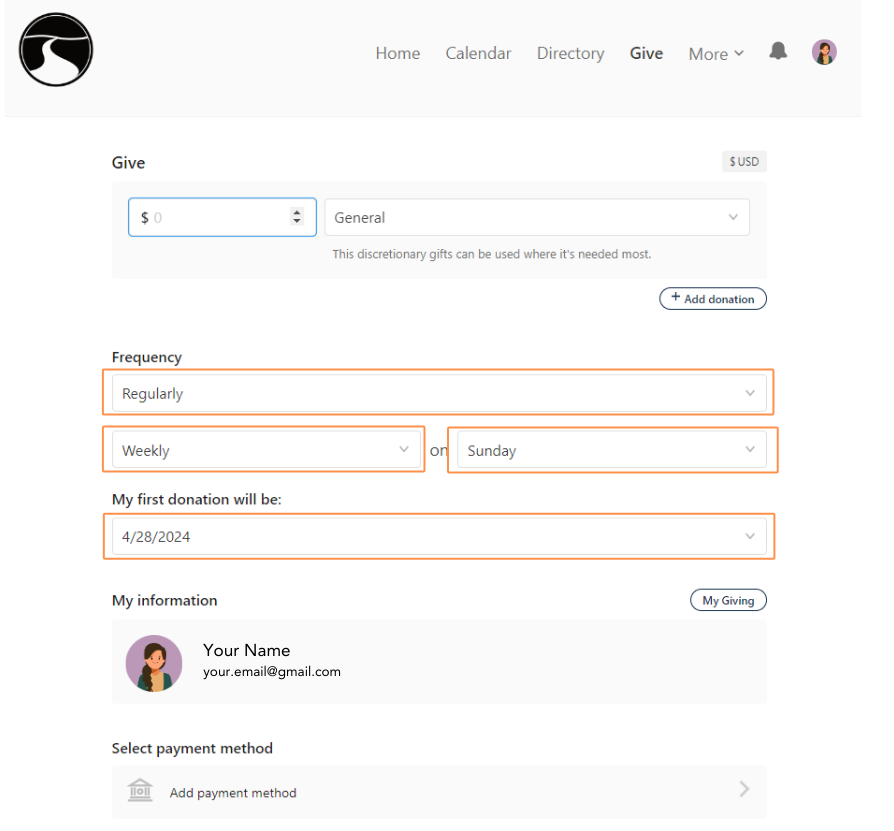 Home Calendar Directory Give More
Give $ USD
$ 0 General
This discretionary gifts can be used where it's needed most.
+ Add donation
Frequency
Regularly
Weekly on Sunday
My first donation will be:
4/28/2024
My information My Giving
Your Name
your.email@gmail.com
Select payment method
Add payment method